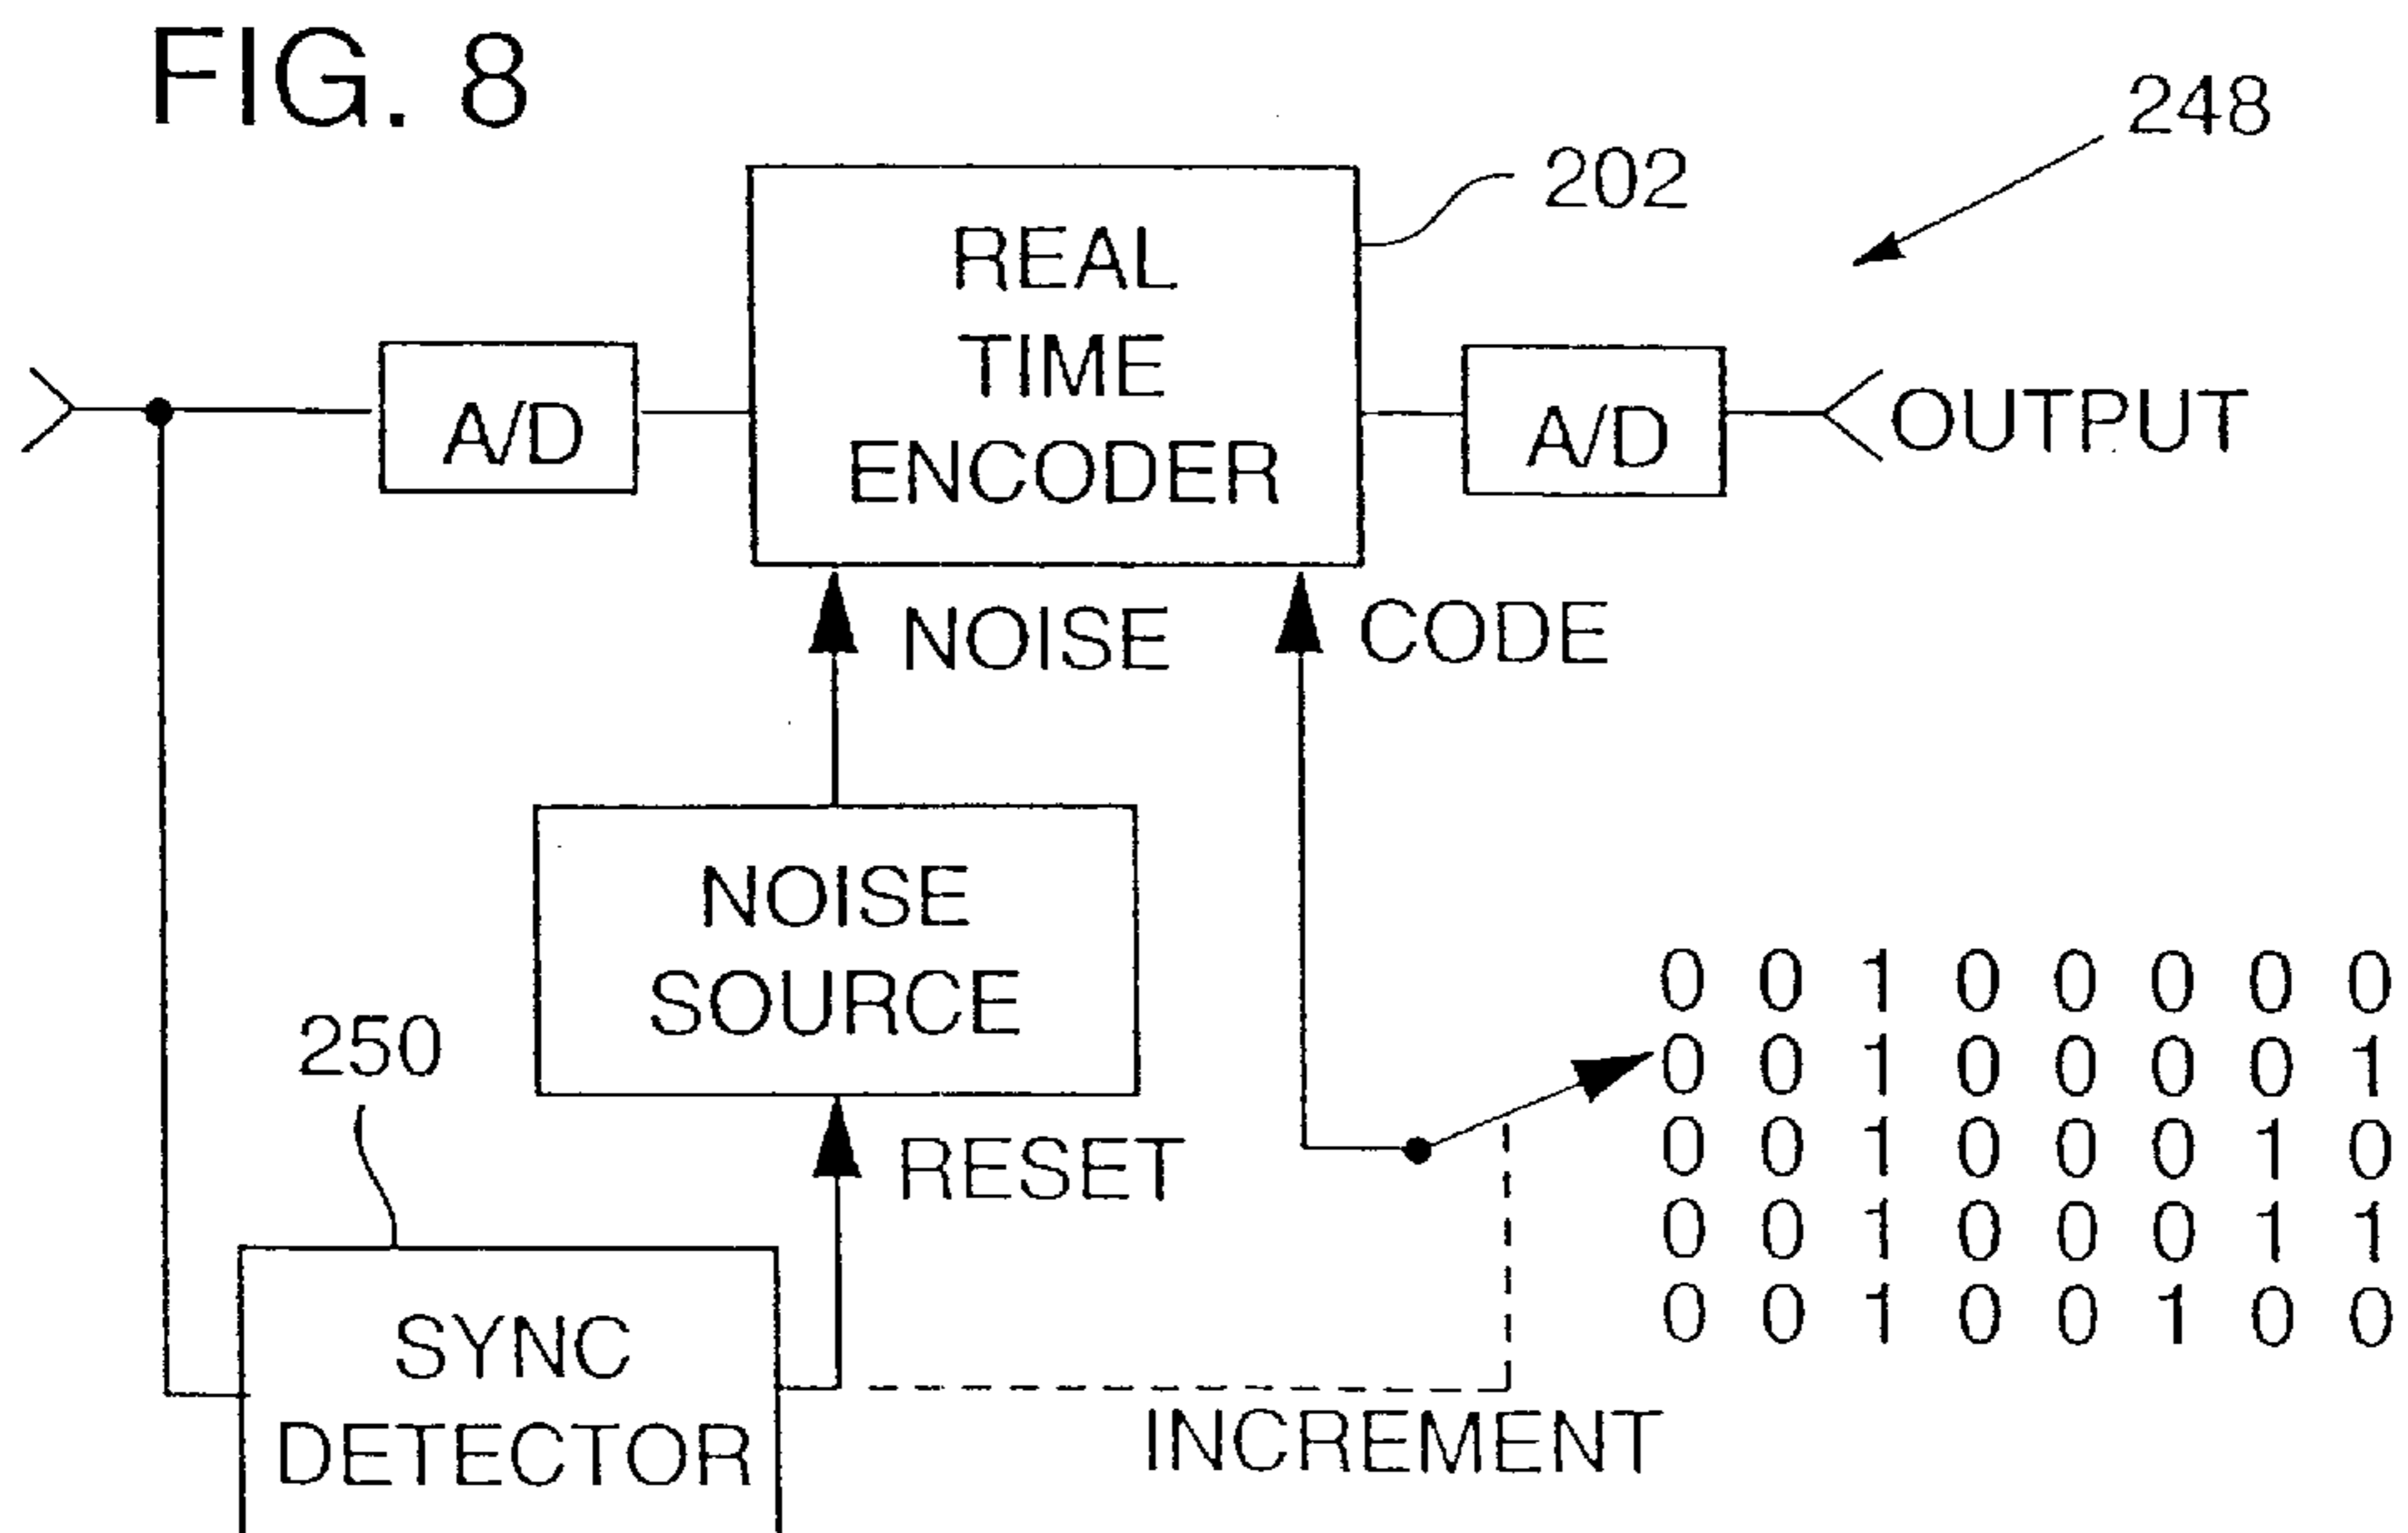 FIG. 8
248
202
REAL
TIME
ENCODER
A/D
A/D
OUTPUT
NOISE
CODE
NOISE
SOURCE
250
RESET
0 0 1 0 0 0 0 0
0 0 1 0 0 0 0 1
0 0 1 0 0 0 1 0
0 0 1 0 0 0 1 1
0 0 1 0 0 1 0 0
SYNC
DETECTOR
INCREMENT